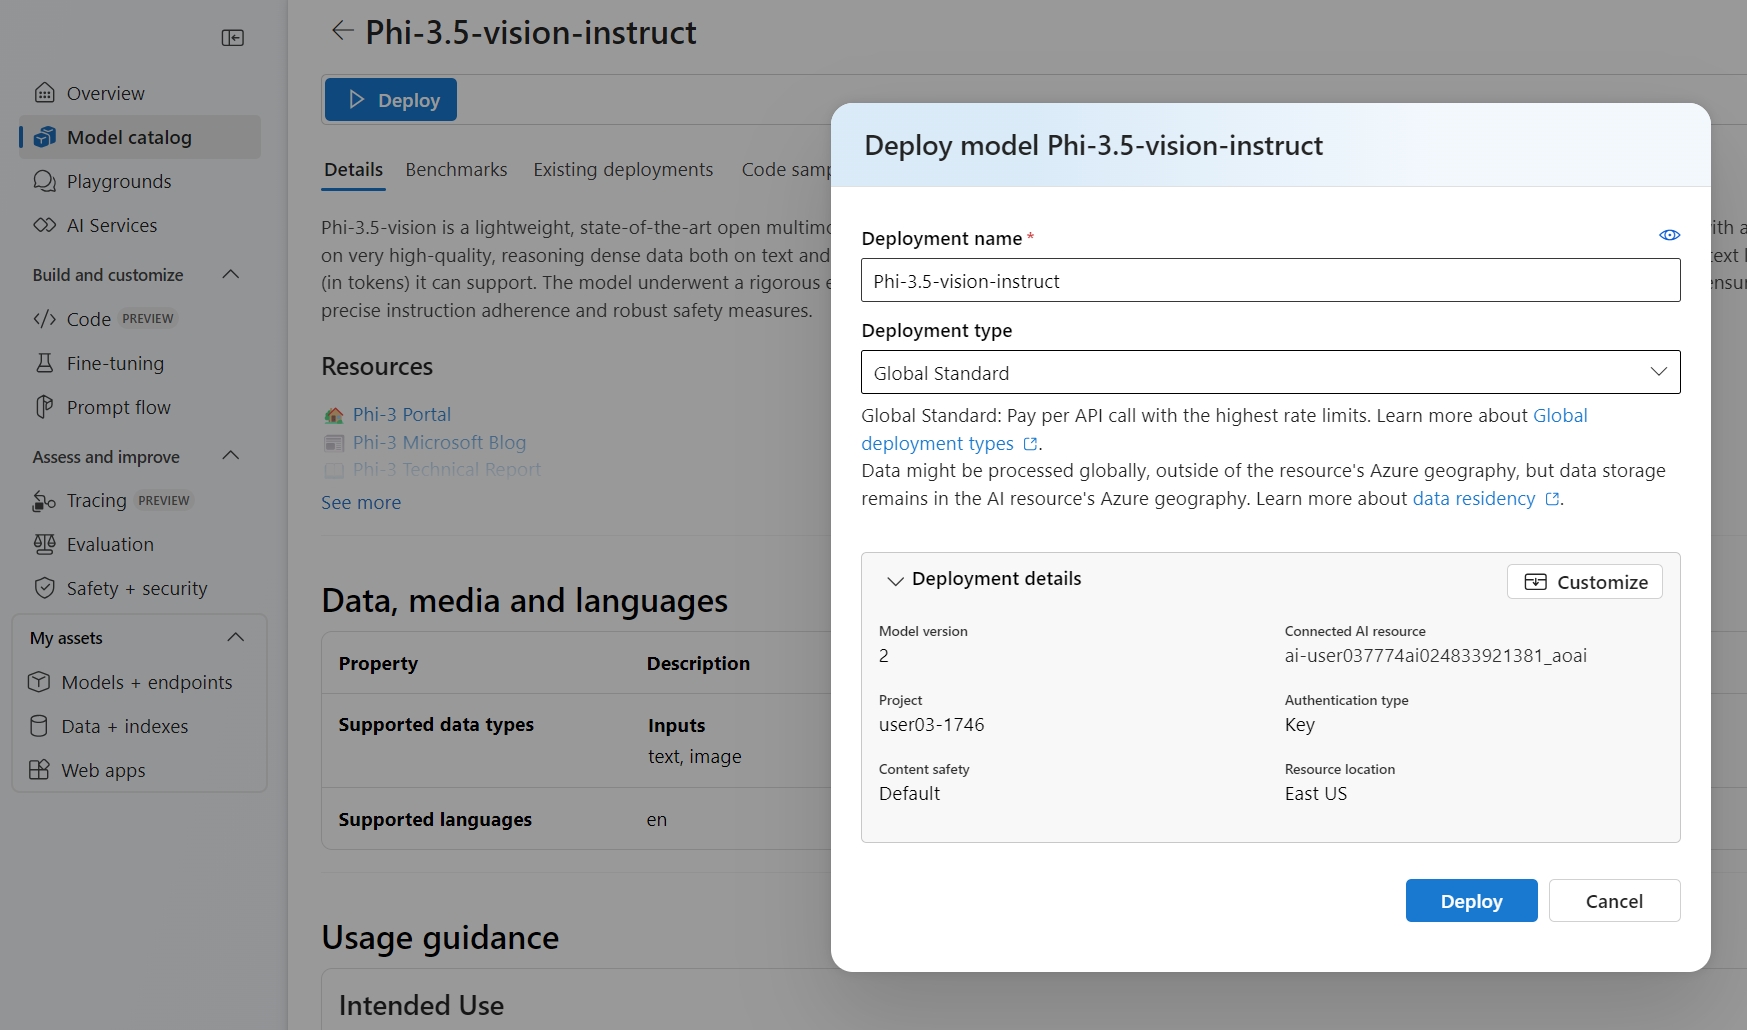 Phi-3.5-vision-instruct
Overview
Model catalog
Playgrounds
AI Services
Build and customize
Code PREVIEW
Fine-tuning
Prompt flow
Assess and improve
Tracing PREVIEW
Evaluation
Safety + security
My assets
Models + endpoints
Data + indexes
Web apps
Deploy
Details Benchmarks Existing deployments Code samp
Phi-3.5-vision is a lightweight, state-of-the-art open multimo
on very high-quality, reasoning dense data both on text and
(in tokens) it can support. The model underwent a rigorous e
precise instruction adherence and robust safety measures.
Resources
Phi-3 Portal
Phi-3 Microsoft Blog
Phi-3 Technical Report
See more
Data, media and languages
Property Description
Supported data types Inputs
text, image
Supported languages en
Usage guidance
Intended Use
Deploy model Phi-3.5-vision-instruct
Deployment name *
Phi-3.5-vision-instruct
Deployment type
Global Standard
Global Standard: Pay per API call with the highest rate limits. Learn more about Global
deployment types.
Data might be processed globally, outside of the resource's Azure geography, but data storage
remains in the AI resource's Azure geography. Learn more about data residency.
Deployment details
Customize
Model version
2
Connected AI resource
ai-user037774ai024833921381_aoai
Project
user03-1746
Authentication type
Key
Content safety
Default
Resource location
East US
Deploy
Cancel